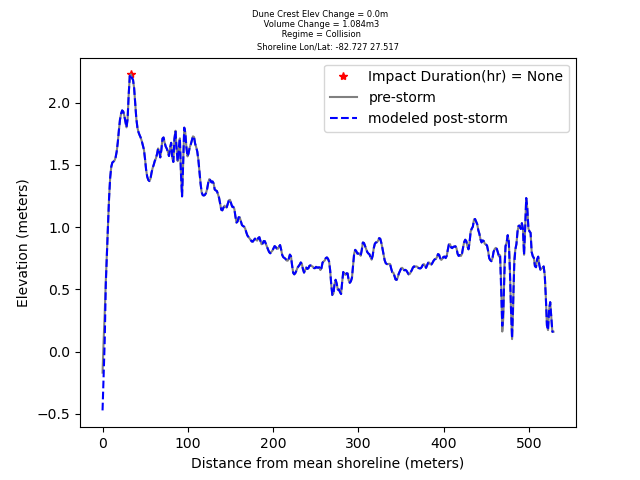 Dune Crest Elev Change = 0.0m
Volume Change = 1.084m3
Regime = Collision
Shoreline Lon/Lat: -82.727 27.517
Impact Duration(hr) = None
pre-storm
modeled post-storm
Elevation (meters)
2.0
1.5
1.0
0.5
0.0
−0.5
0 100 200 300 400 500
Distance from mean shoreline (meters)